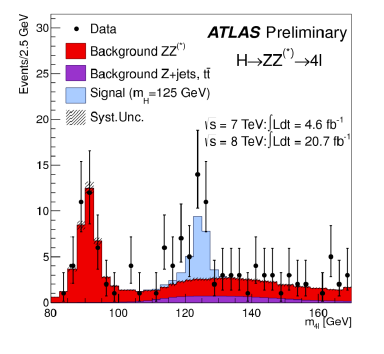 ATLAS Preliminary
H→ZZ(*)→4l
Data
Background ZZ(*)
Background Z+jets, tt̄
Signal (mH=125 GeV)
Syst.Unc.
√s = 7 TeV:∫Ldt = 4.6 fb⁻¹
√s = 8 TeV:∫Ldt = 20.7 fb⁻¹
Events/2.5 GeV
30
25
20
15
10
5
0
80 100 120 140 160
m4l [GeV]